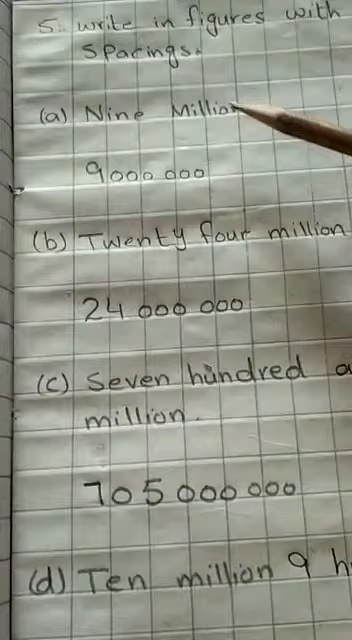 5. write in figures with
spacings.
(a) Nine Million
9000 000
(b) Twenty four million
24 000 000
(c) Seven hundred a
million.
705 000 000
(d) Ten million 9 h